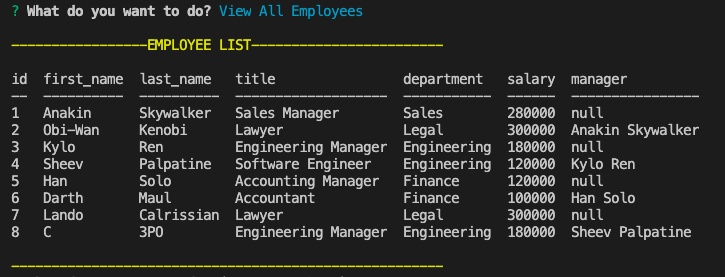 ? What do you want to do? View All Employees
-----------------EMPLOYEE LIST------------------------
id  first_name  last_name   title                department   salary  manager
--  ----------  ----------  -------------------  -----------  ------  ----------------
1   Anakin      Skywalker   Sales Manager        Sales        280000  null
2   Obi-Wan     Kenobi      Lawyer               Legal        300000  Anakin Skywalker
3   Kylo        Ren         Engineering Manager  Engineering  180000  null
4   Sheev       Palpatine   Software Engineer    Engineering  120000  Kylo Ren
5   Han         Solo        Accounting Manager   Finance      120000  null
6   Darth       Maul        Accountant           Finance      100000  Han Solo
7   Lando       Calrissian  Lawyer               Legal        300000  null
8   C           3PO         Engineering Manager  Engineering  180000  Sheev Palpatine
------------------------------------------------------